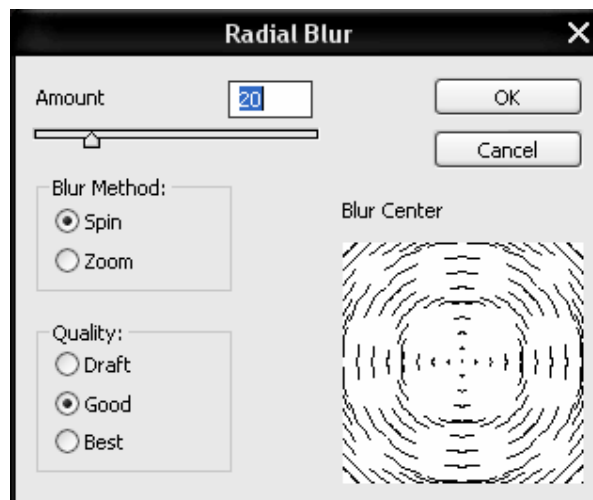 Radial Blur
Amount 20
OK
Cancel
Blur Method:
Spin
Zoom
Blur Center
Quality:
Draft
Good
Best